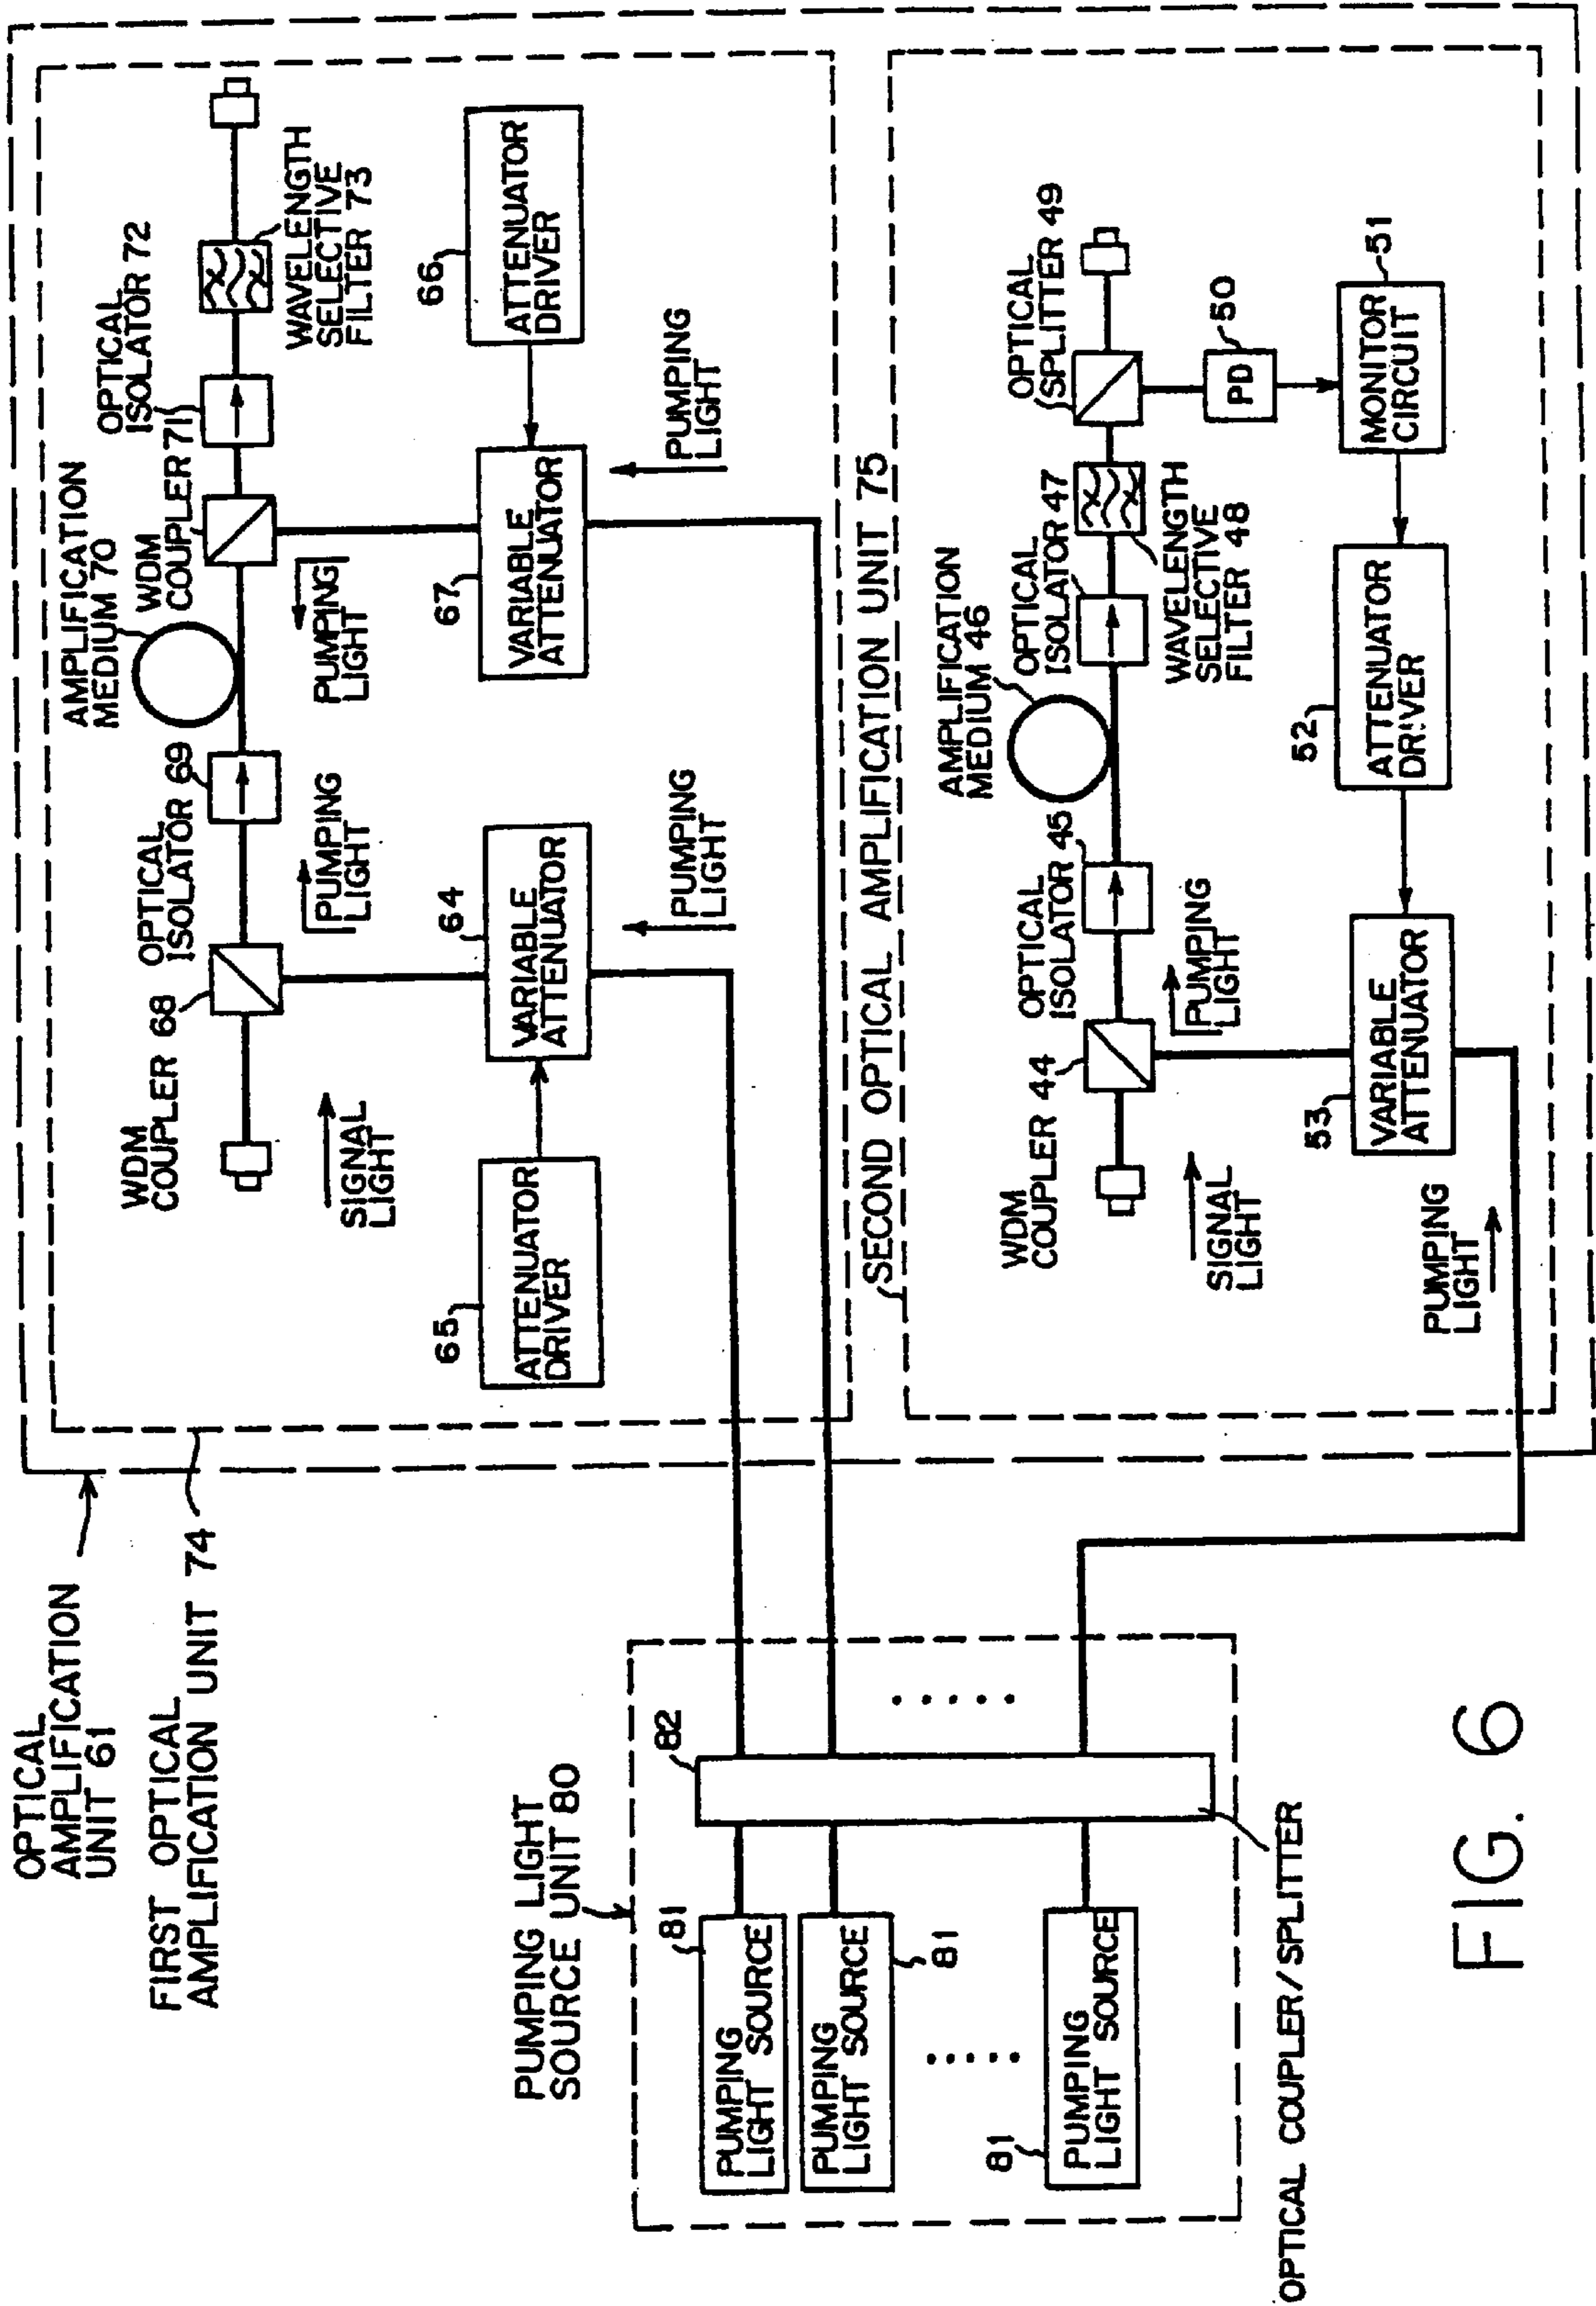 OPTICAL
AMPLIFICATION
UNIT 61
FIRST OPTICAL
AMPLIFICATION UNIT 74
WDM
COUPLER 68
OPTICAL
ISOLATOR 69
AMPLIFICATION
MEDIUM 70
WDM
COUPLER 71
OPTICAL
ISOLATOR 72
WAVELENGTH
SELECTIVE
FILTER 73
SIGNAL
LIGHT
PUMPING
LIGHT
PUMPING
LIGHT
65
ATTENUATOR
DRIVER
64
VARIABLE
ATTENUATOR
67
VARIABLE
ATTENUATOR
66
ATTENUATOR
DRIVER
PUMPING
LIGHT
PUMPING
LIGHT
PUMPING LIGHT
SOURCE UNIT 80
81
PUMPING
LIGHT SOURCE
PUMPING
LIGHT SOURCE
81
81
PUMPING
LIGHT SOURCE
82
OPTICAL COUPLER/SPLITTER
SECOND OPTICAL AMPLIFICATION UNIT 75
WDM
COUPLER 44
OPTICAL
ISOLATOR 45
AMPLIFICATION
MEDIUM 46
OPTICAL
ISOLATOR 47
OPTICAL
SPLITTER 49
SIGNAL
LIGHT
PUMPING
LIGHT
WAVELENGTH
SELECTIVE
FILTER 48
50
PD
PUMPING
LIGHT
53
VARIABLE
ATTENUATOR
52
ATTENUATOR
DRIVER
51
MONITOR
CIRCUIT
FIG. 6